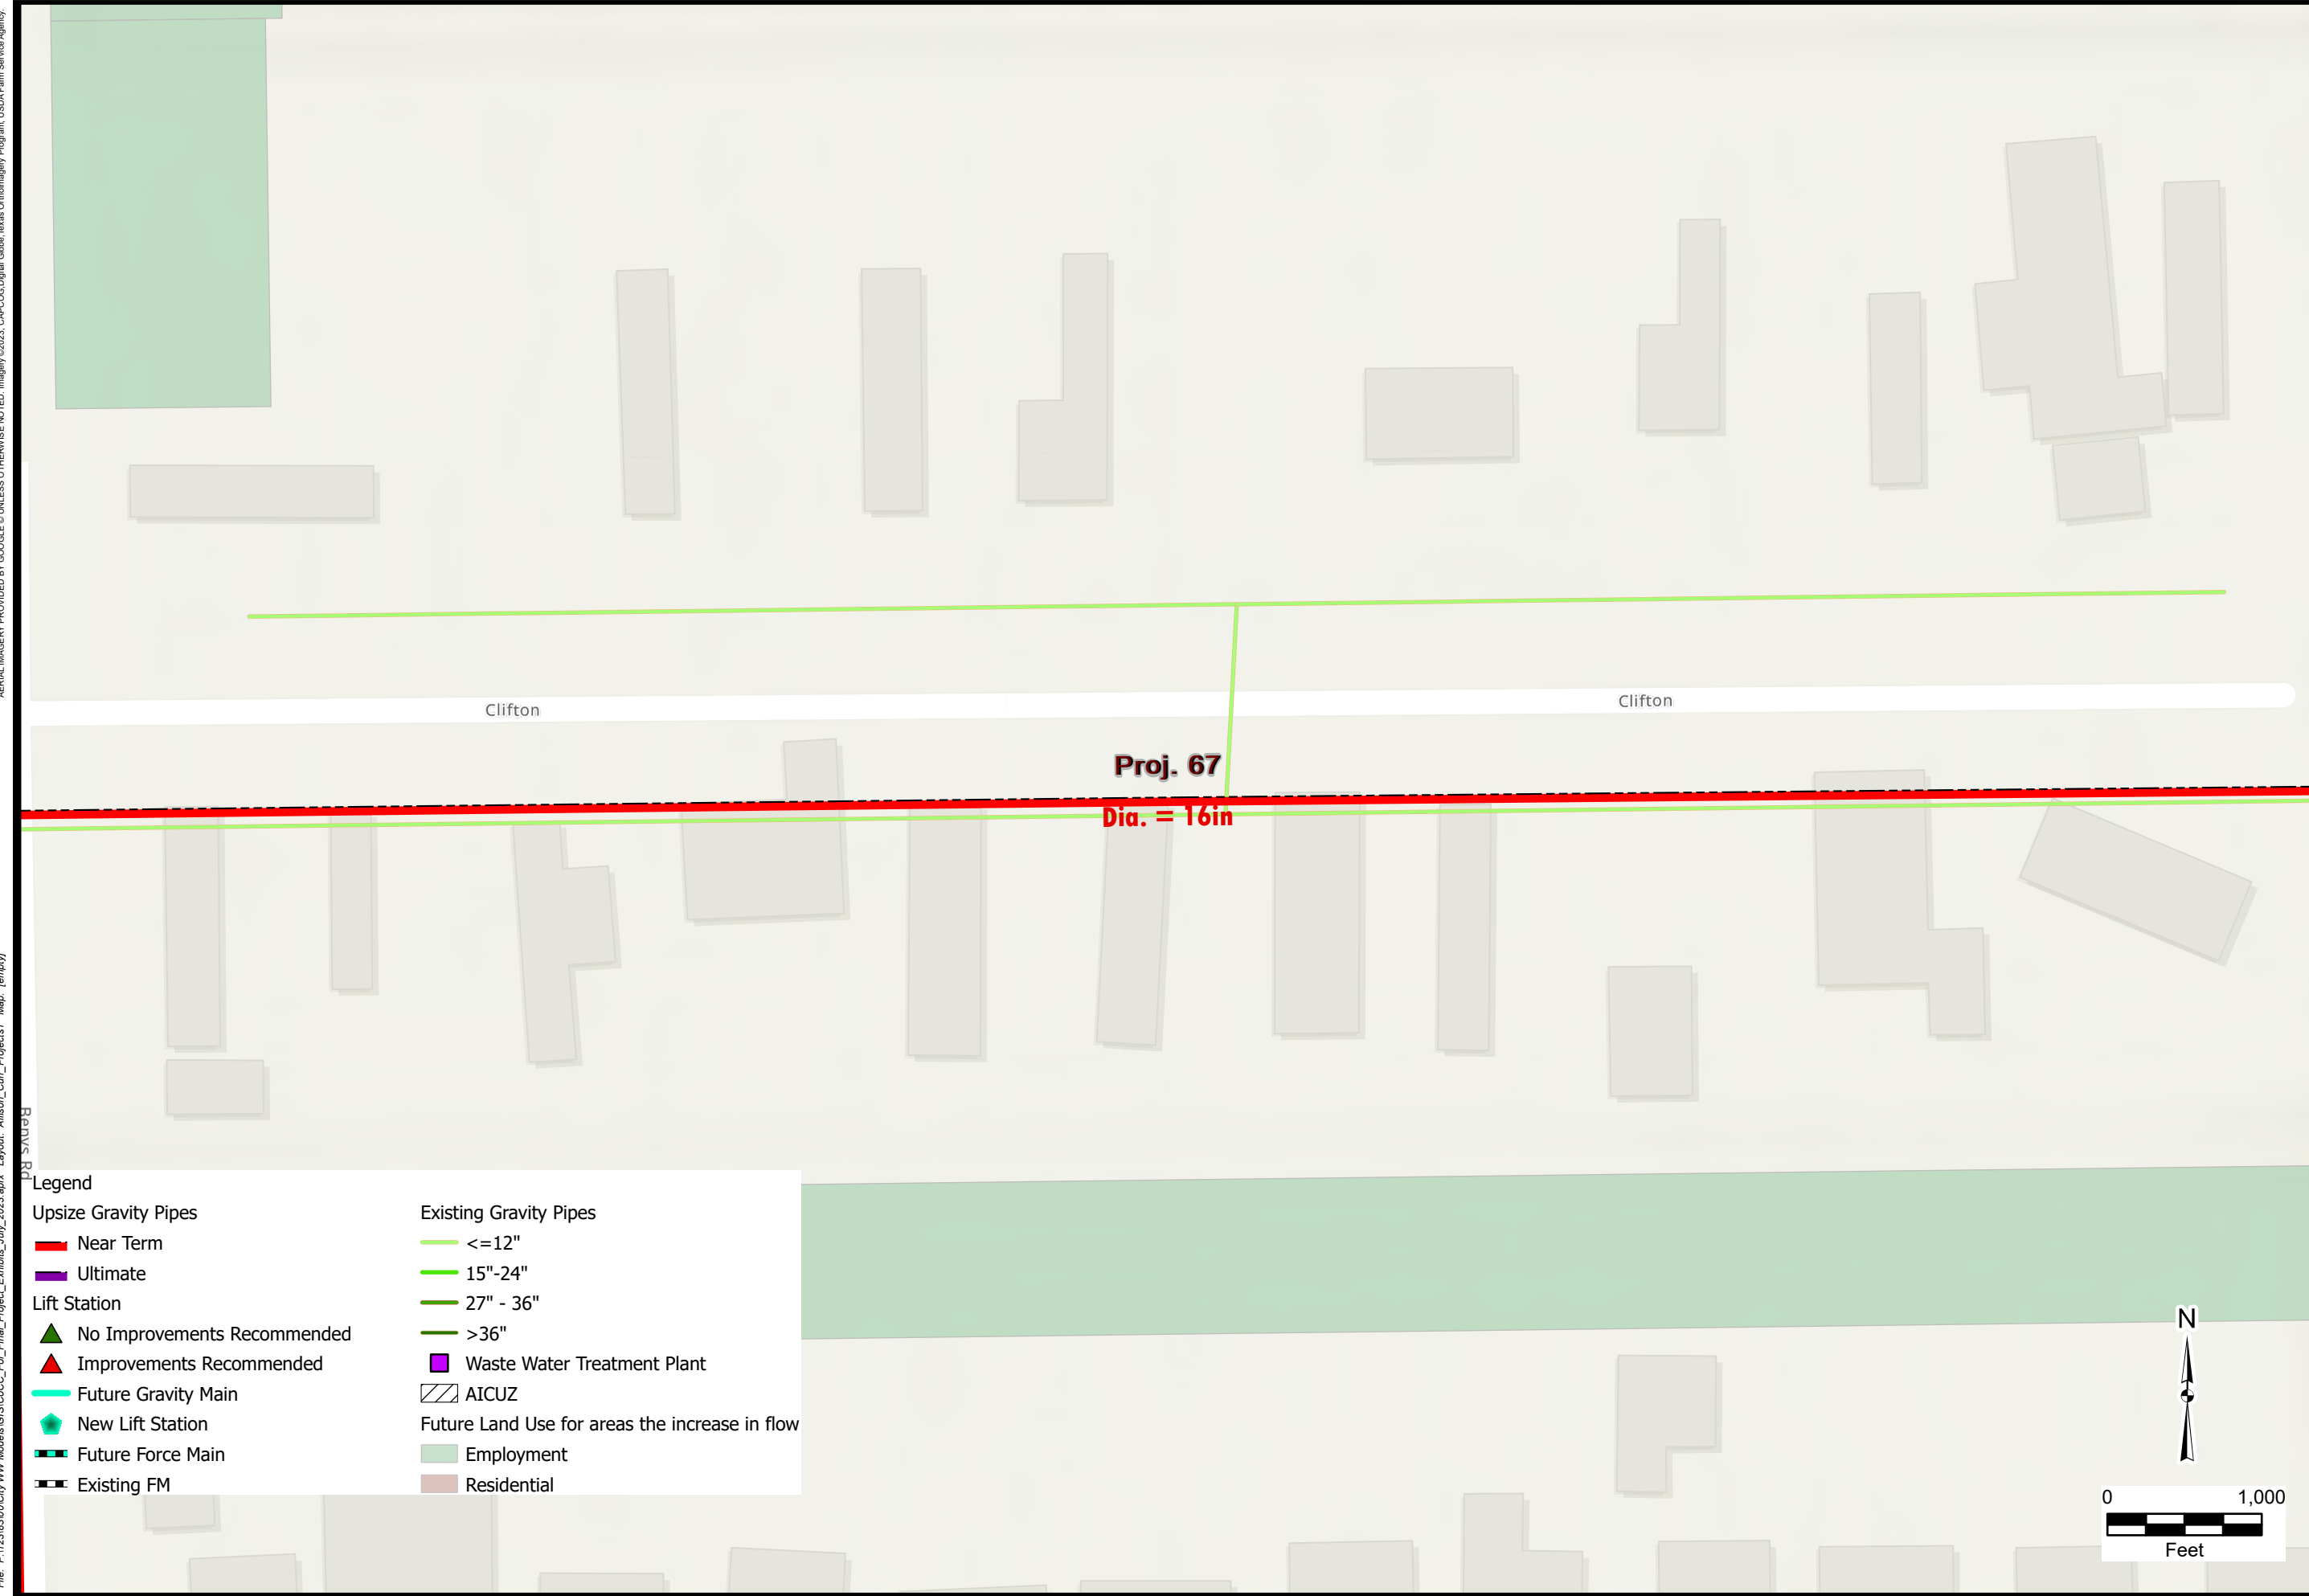 Clifton
Clifton
Proj. 67
Dia. = 16in
Benys Rd
Legend
Upsize Gravity Pipes
Near Term
Ultimate
Lift Station
No Improvements Recommended
Improvements Recommended
Future Gravity Main
New Lift Station
Future Force Main
Existing FM
Existing Gravity Pipes
<=12"
15"-24"
27" - 36"
>36"
Waste Water Treatment Plant
AICUZ
Future Land Use for areas the increase in flow
Employment
Residential
N
0 1,000
Feet